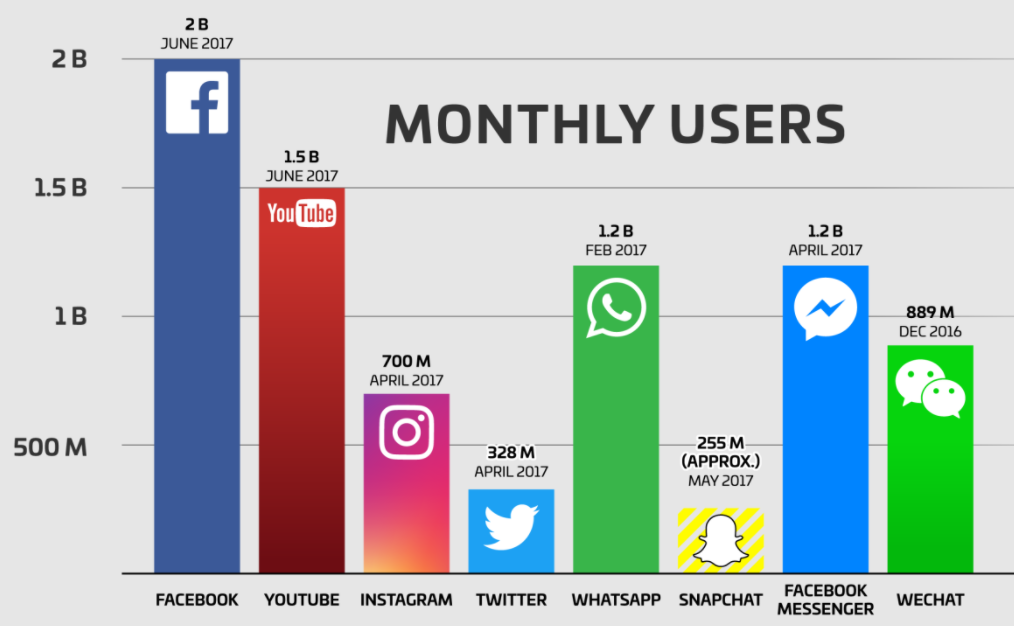 2 B
JUNE 2017
2 B
MONTHLY USERS
1.5 B
JUNE 2017
1.5 B
YouTube
1.2 B
FEB 2017
1.2 B
APRIL 2017
1 B
889 M
DEC 2016
700 M
APRIL 2017
500 M
328 M
APRIL 2017
255 M
(APPROX.)
MAY 2017
FACEBOOK
YOUTUBE
INSTAGRAM
TWITTER
WHATSAPP
SNAPCHAT
FACEBOOK
MESSENGER
WECHAT